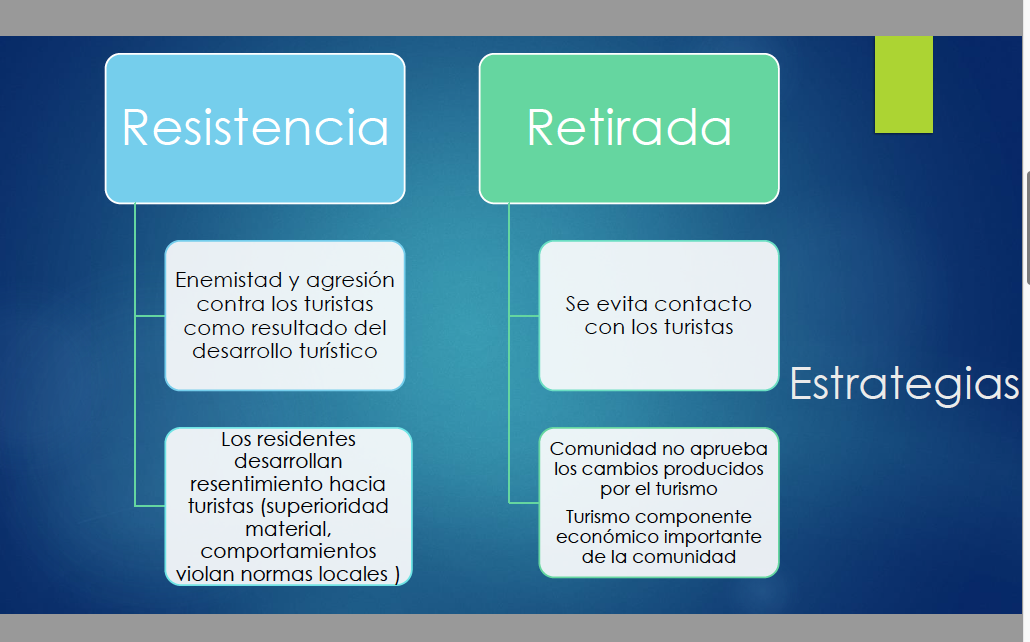 Resistencia
Enemistad y agresión
contra los turistas
como resultado del
desarrollo turístico
Los residentes
desarrollan
resentimiento hacia
turistas (superioridad
material,
comportamientos
violan normas locales )
Retirada
Se evita contacto
con los turistas
Comunidad no aprueba
los cambios producidos
por el turismo
Turismo componente
económico importante
de la comunidad
Estrategias